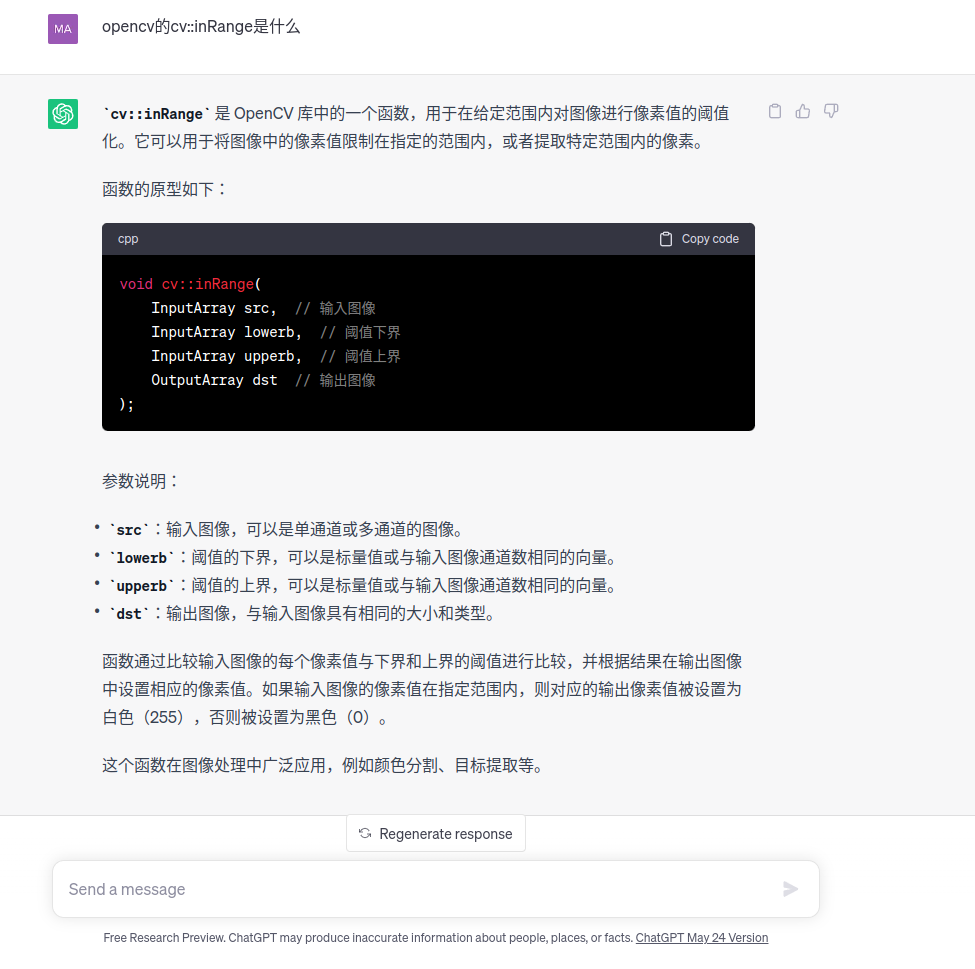 MA
opencv的cv::inRange是什么
`cv::inRange` 是 OpenCV 库中的一个函数，用于在给定范围内对图像进行像素值的阈值
化。它可以用于将图像中的像素值限制在指定的范围内，或者提取特定范围内的像素。
函数的原型如下：
cpp
Copy code
void cv::inRange(
    InputArray src,  // 输入图像
    InputArray lowerb,  // 阈值下界
    InputArray upperb,  // 阈值上界
    OutputArray dst  // 输出图像
);
参数说明：
• `src`：输入图像，可以是单通道或多通道的图像。
• `lowerb`：阈值的下界，可以是标量值或与输入图像通道数相同的向量。
• `upperb`：阈值的上界，可以是标量值或与输入图像通道数相同的向量。
• `dst`：输出图像，与输入图像具有相同的大小和类型。
函数通过比较输入图像的每个像素值与下界和上界的阈值进行比较，并根据结果在输出图像
中设置相应的像素值。如果输入图像的像素值在指定范围内，则对应的输出像素值被设置为
白色（255），否则被设置为黑色（0）。
这个函数在图像处理中广泛应用，例如颜色分割、目标提取等。
Regenerate response
Send a message
Free Research Preview. ChatGPT may produce inaccurate information about people, places, or facts. ChatGPT May 24 Version